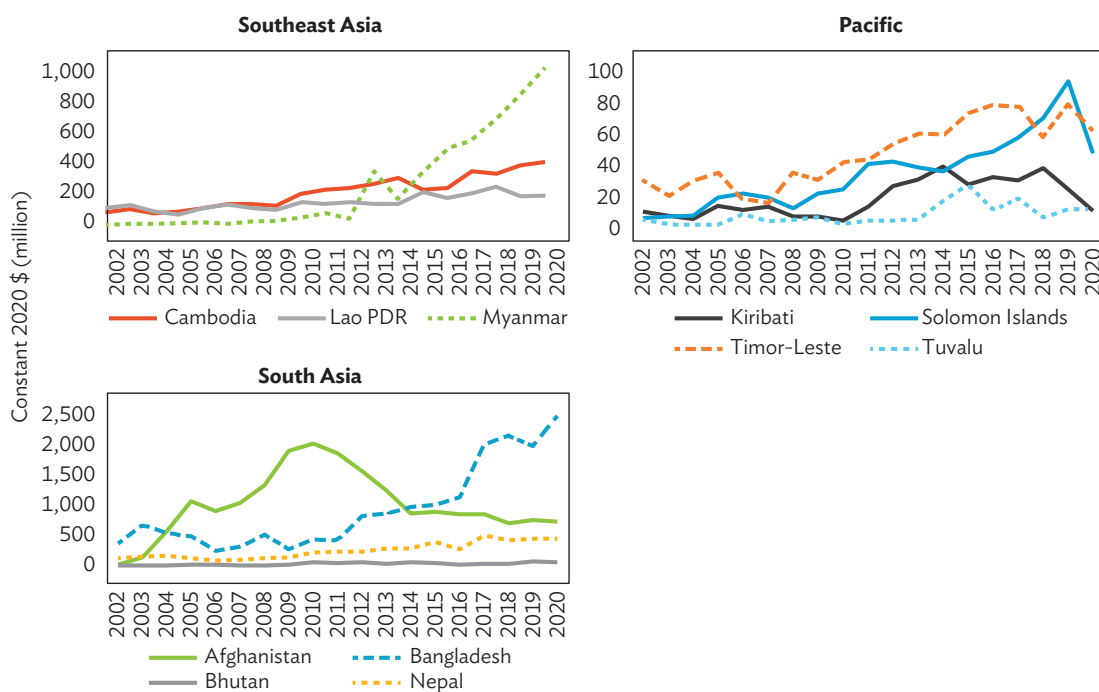 Constant 2020 $ (million)
Southeast Asia
1,000
800
600
400
200
0
2002 2003 2004 2005 2006 2007 2008 2009 2010 2011 2012 2013 2014 2015 2016 2017 2018 2019 2020
Cambodia Lao PDR Myanmar
Pacific
100
80
60
40
20
0
2002 2003 2004 2005 2006 2007 2008 2009 2010 2011 2012 2013 2014 2015 2016 2017 2018 2019 2020
Kiribati Solomon Islands
Timor-Leste Tuvalu
South Asia
2,500
2,000
1,500
1,000
500
0
2002 2003 2004 2005 2006 2007 2008 2009 2010 2011 2012 2013 2014 2015 2016 2017 2018 2019 2020
Afghanistan Bangladesh
Bhutan Nepal